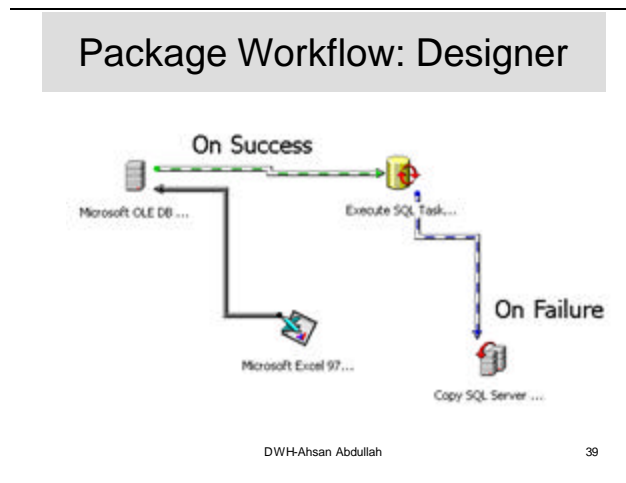 Package Workflow: Designer
On Success
Microsoft OLE DB ...
Execute SQL Task...
On Failure
Microsoft Excel 97...
Copy SQL Server ...
DWH-Ahsan Abdullah
39